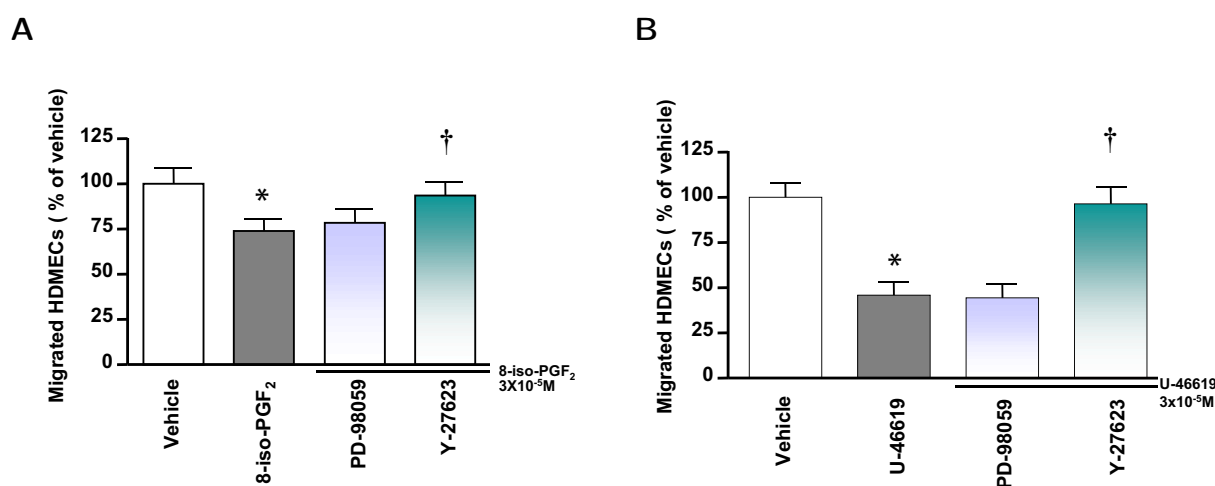 A
Migrated HDMECs ( % of vehicle)
125
100
75
50
25
0
*
†
Vehicle
8-iso-PGF₂
PD-98059
Y-27623
8-iso-PGF₂
3X10⁻⁵M
B
Migrated HDMECs ( % of vehicle)
125
100
75
50
25
0
*
†
Vehicle
U-46619
PD-98059
Y-27623
U-46619
3x10⁻⁵M